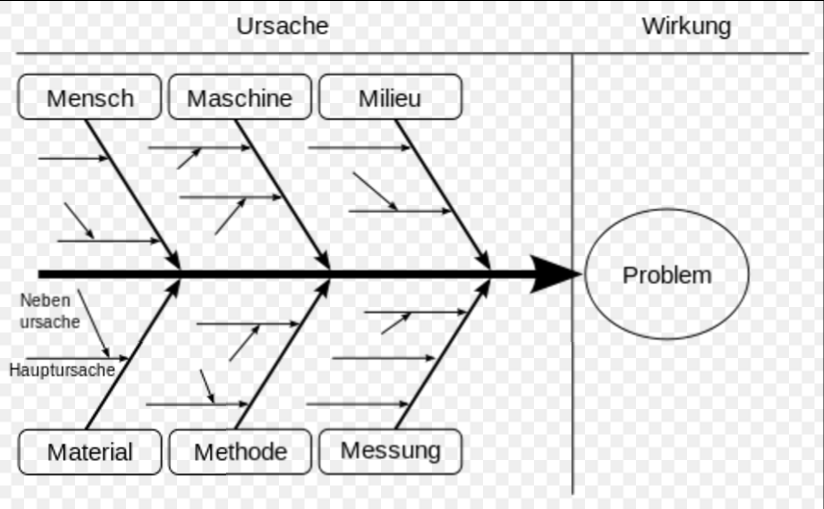 Ursache
Wirkung
Mensch
Maschine
Milieu
Problem
Neben
ursache
Hauptursache
Material
Methode
Messung